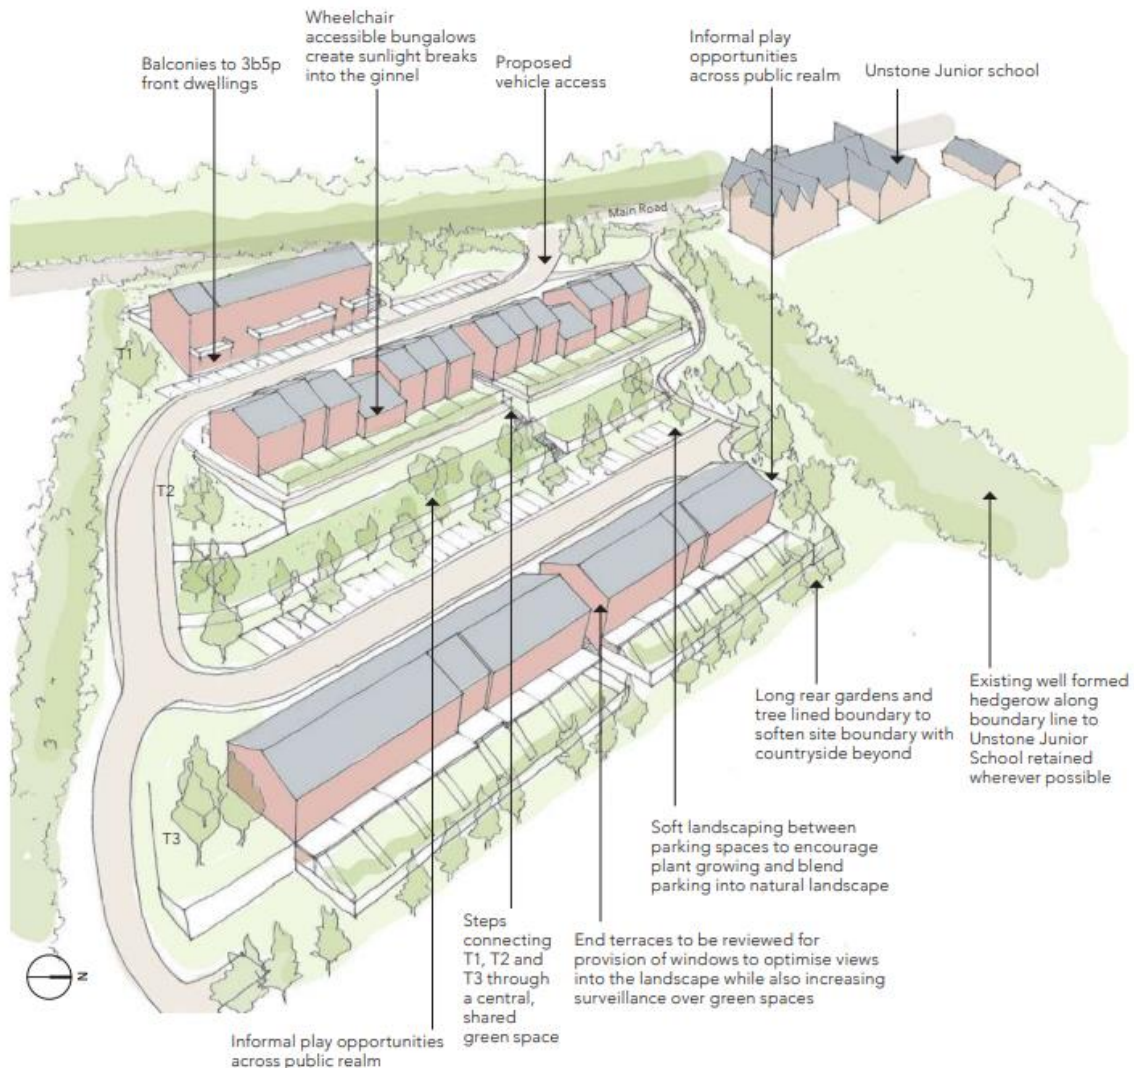 Wheelchair
accessible bungalows
create sunlight breaks
into the ginnel
Balconies to 3b5p
front dwellings
Proposed
vehicle access
Informal play
opportunities
across public realm
Unstone Junior school
Main Road
T1
T2
T3
N
Long rear gardens and
tree lined boundary to
soften site boundary with
countryside beyond
Existing well formed
hedgerow along
boundary line to
Unstone Junior
School retained
wherever possible
Soft landscaping between
parking spaces to encourage
plant growing and blend
parking into natural landscape
Steps
connecting
T1, T2 and
T3 through
a central,
shared
green space
End terraces to be reviewed for
provision of windows to optimise views
into the landscape while also increasing
surveillance over green spaces
Informal play opportunities
across public realm